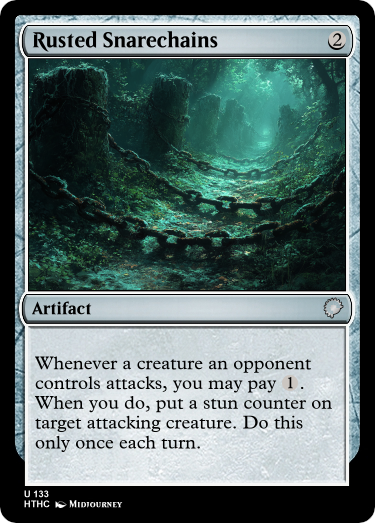 Rusted Snarechains 2
Artifact
Whenever a creature an opponent
controls attacks, you may pay 1 .
When you do, put a stun counter on
target attacking creature. Do this
only once each turn.
U 133
HTHC MIDJOURNEY